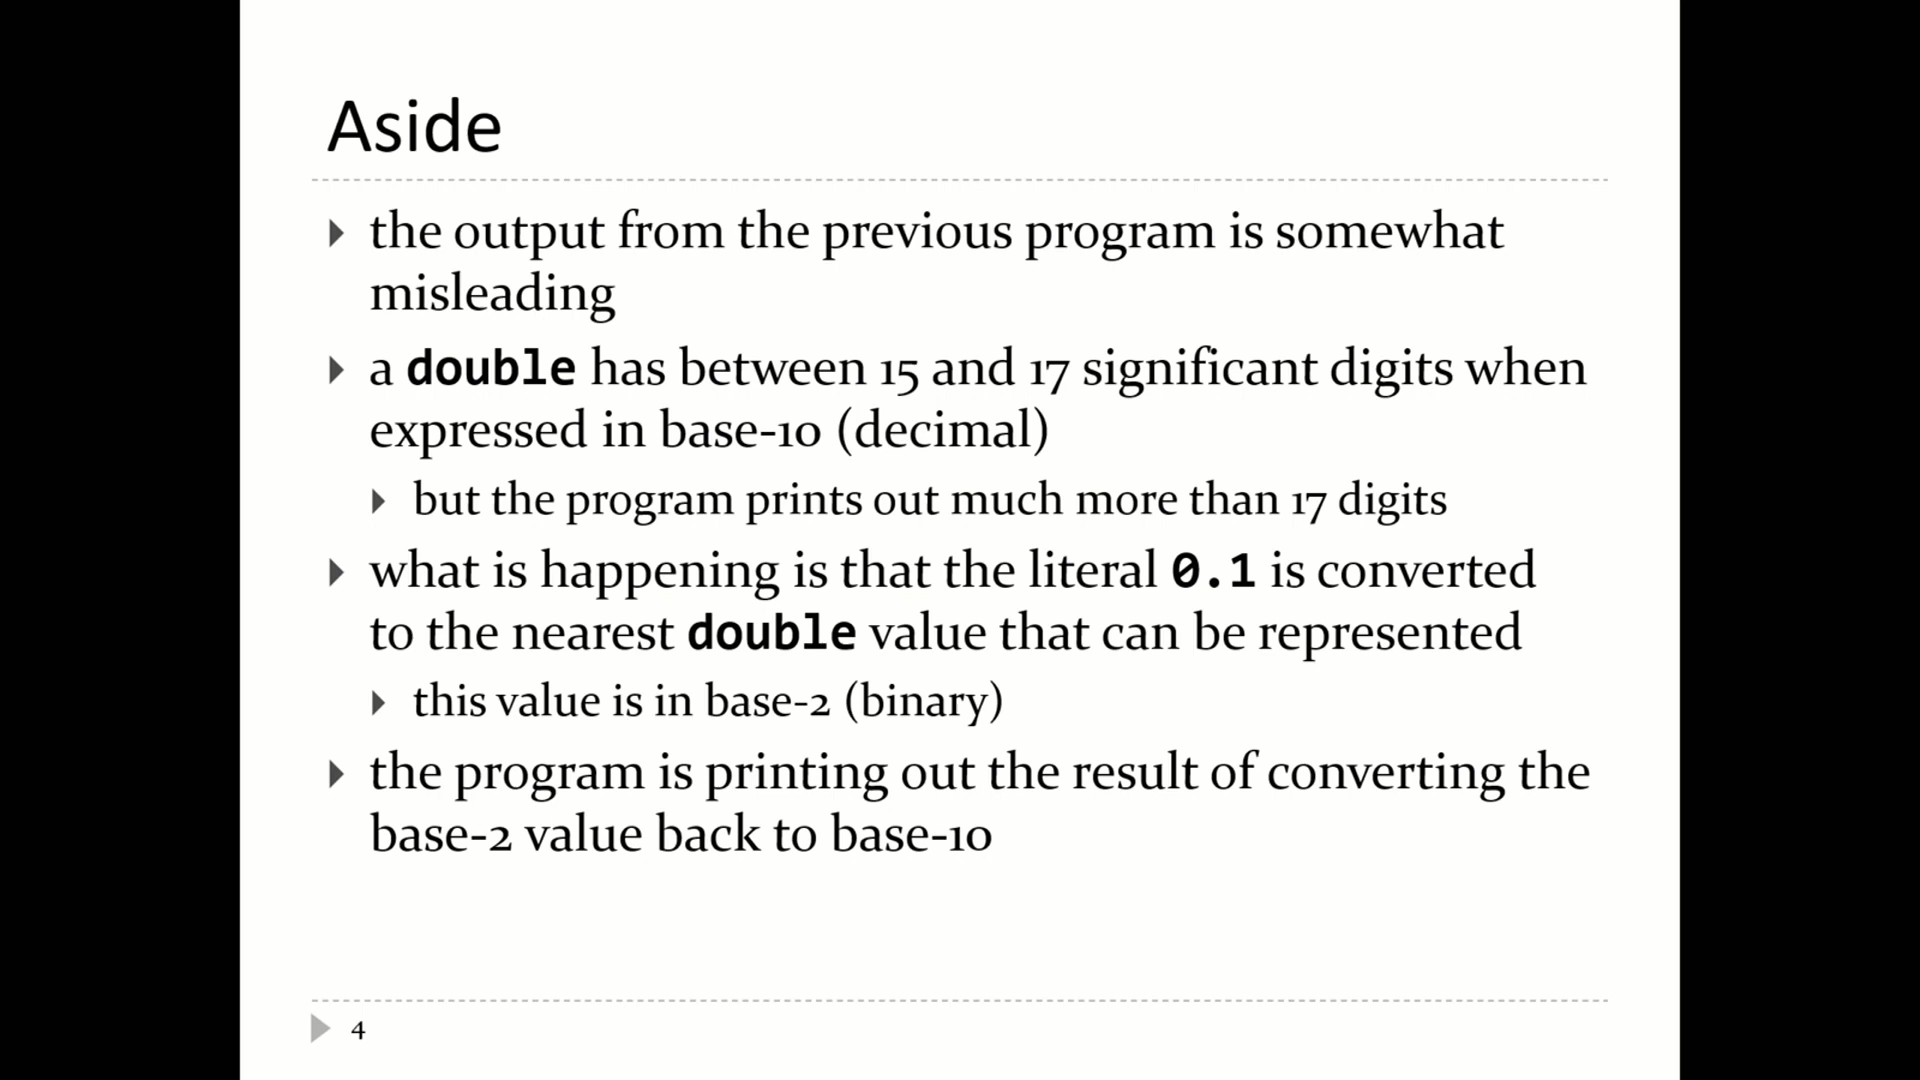 Aside
the output from the previous program is somewhat
misleading
a double has between 15 and 17 significant digits when
expressed in base-10 (decimal)
but the program prints out much more than 17 digits
what is happening is that the literal 0.1 is converted
to the nearest double value that can be represented
this value is in base-2 (binary)
the program is printing out the result of converting the
base-2 value back to base-10
4